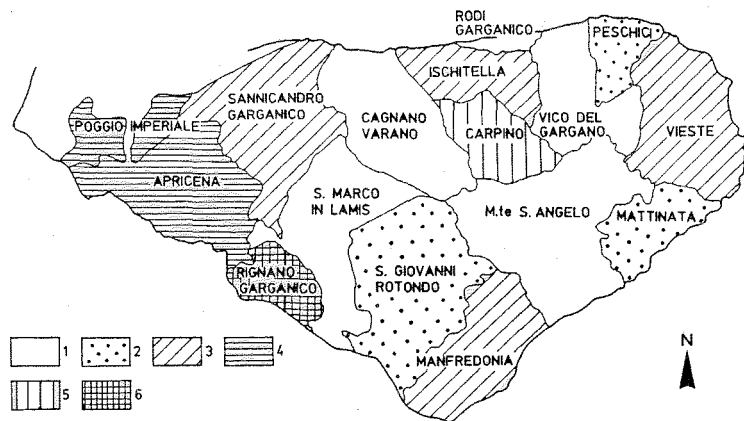 RODI
GARGANICO
PESCHICI
ISCHITELLA
SANNICANDRO
GARGANICO
CAGNANO
VARANO
POGGIO IMPERIALE
CARPINO
VICO DEL
GARGANO
VIESTE
APRICENA
S. MARCO
IN LAMIS
M.te S. ANGELO
MATTINATA
RIGNANO
GARGANICO
S. GIOVANNI
ROTONDO
MANFREDONIA
1 2 3 4
5 6
N